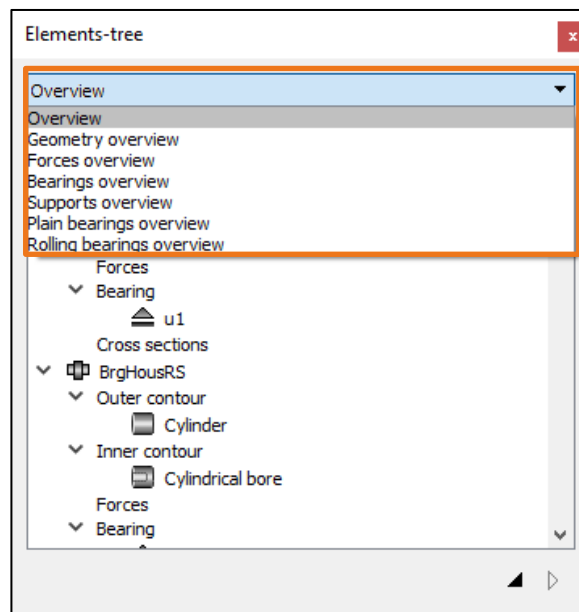 Elements-tree
x
Overview
Overview
Geometry overview
Forces overview
Bearings overview
Supports overview
Plain bearings overview
Rolling bearings overview
Forces
Bearing
u1
Cross sections
BrgHousRS
Outer contour
Cylinder
Inner contour
Cylindrical bore
Forces
Bearing